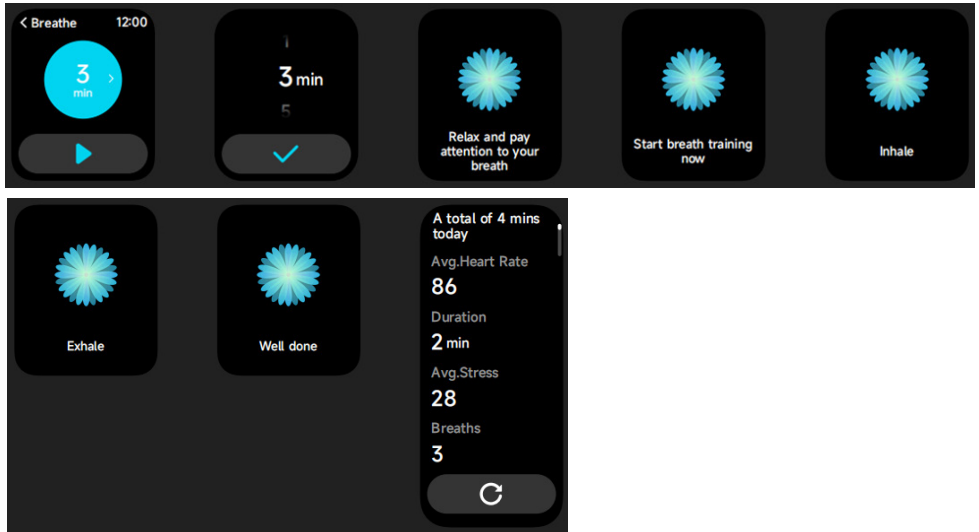 < Breathe 12:00
3
min
1
3 min
5
Relax and pay
attention to your
breath
Start breath training
now
Inhale
Exhale
Well done
A total of 4 mins
today
Avg.Heart Rate
86
Duration
2 min
Avg.Stress
28
Breaths
3